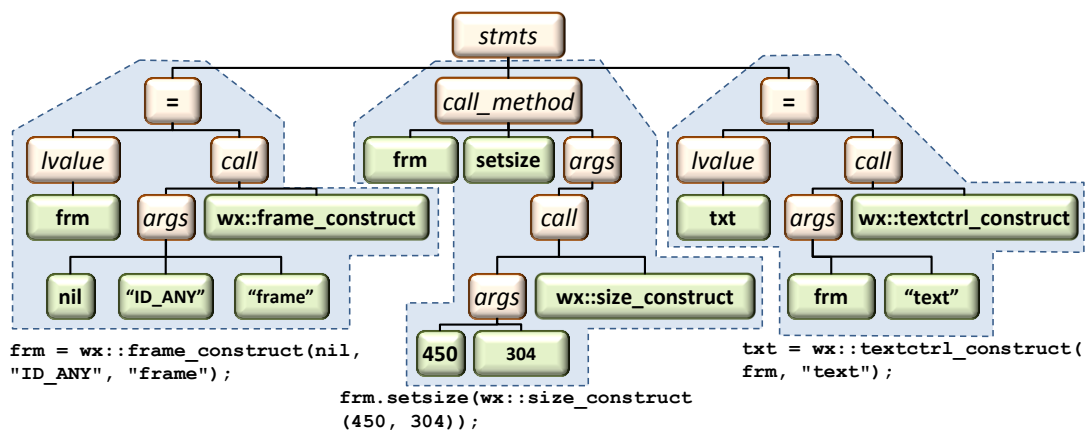 stmts
=
call_method
=
lvalue
call
frm
setsize
args
lvalue
call
frm
args
wx::frame_construct
call
txt
args
wx::textctrl_construct
nil
“ID_ANY”
“frame”
args
wx::size_construct
frm
“text”
450
304
frm = wx::frame_construct(nil,
"ID_ANY", "frame");
frm.setsize(wx::size_construct
(450, 304));
txt = wx::textctrl_construct(
frm, "text");